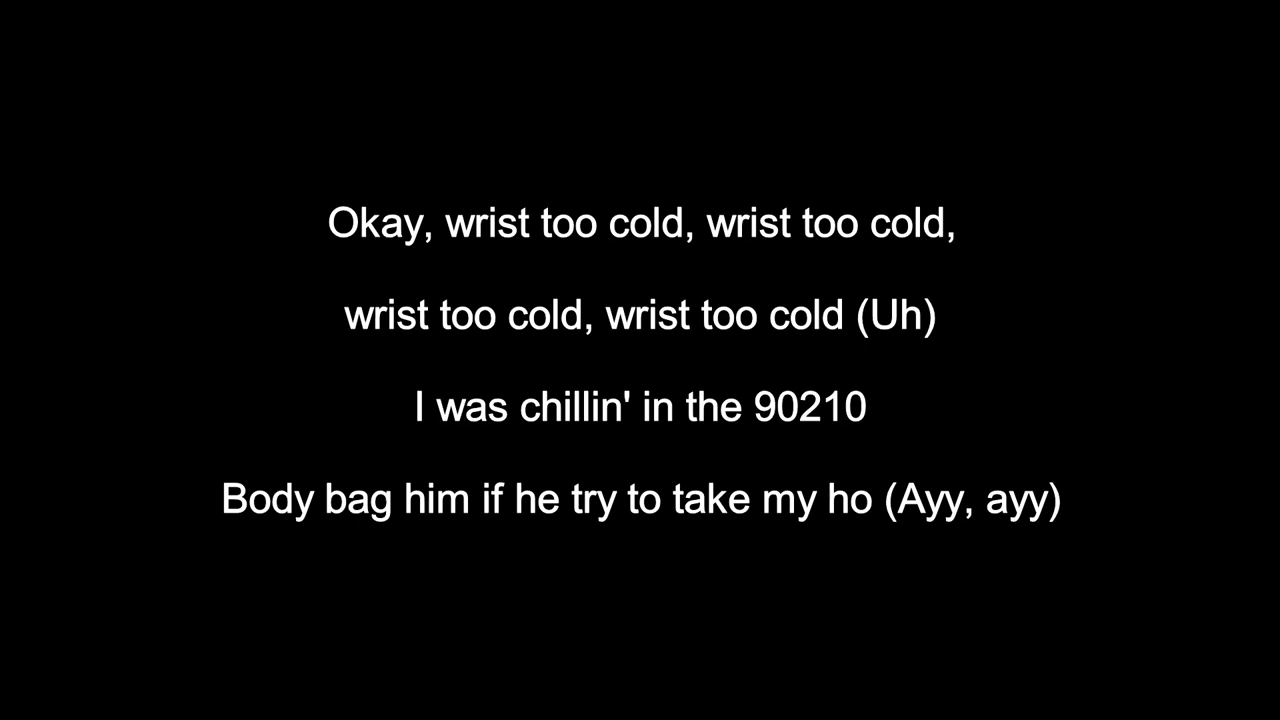 Okay, wrist too cold, wrist too cold,
wrist too cold, wrist too cold (Uh)
I was chillin' in the 90210
Body bag him if he try to take my ho (Ayy, ayy)